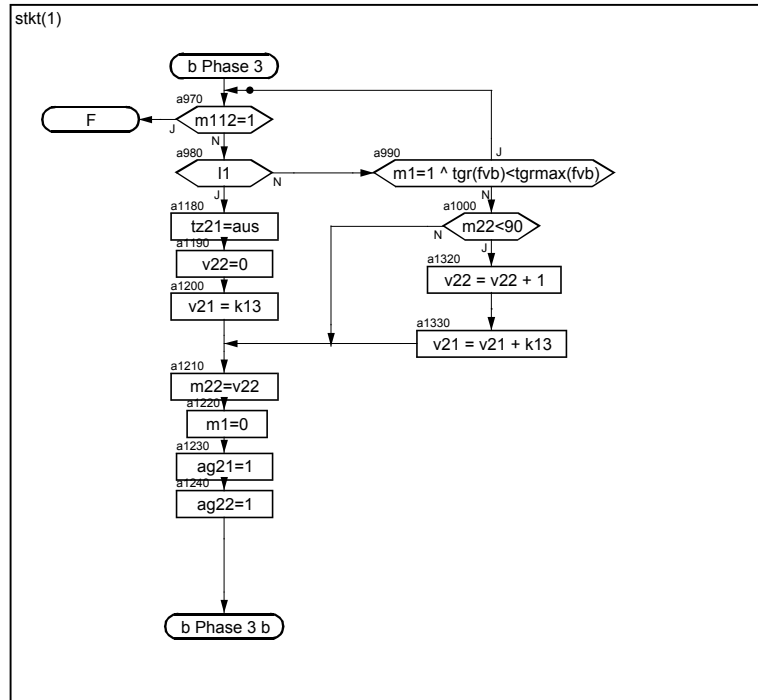 stkt(1)
b Phase 3
a970
m112=1
F
J
N
a980
l1
N
J
a990
m1=1 ^ tgr(fvb)<tgrmax(fvb)
J
N
a1000
m22<90
N
J
a1180
tz21=aus
a1190
v22=0
a1200
v21 = k13
a1320
v22 = v22 + 1
a1330
v21 = v21 + k13
a1210
m22=v22
a1220
m1=0
a1230
ag21=1
a1240
ag22=1
b Phase 3 b